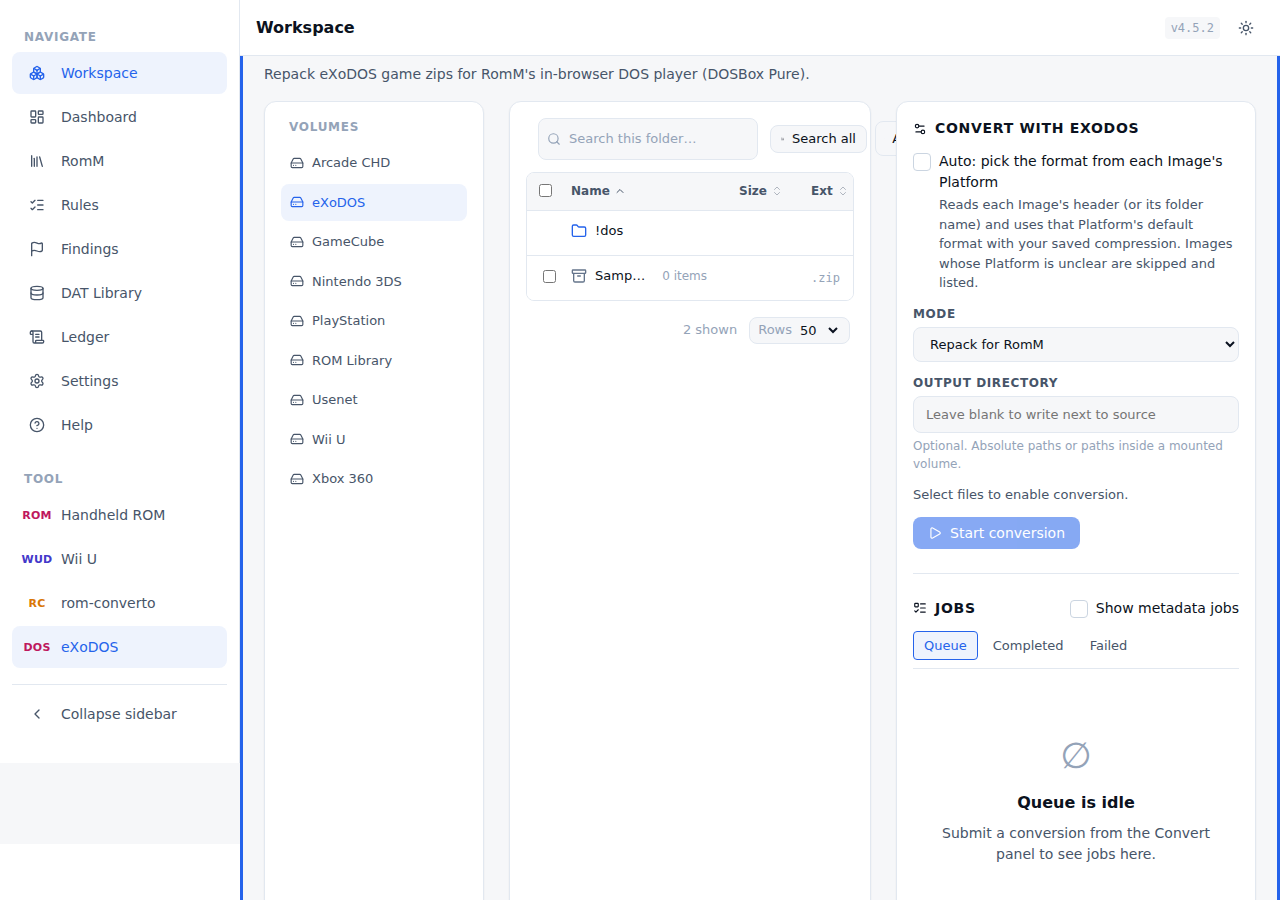 NAVIGATE
Workspace
Dashboard
RomM
Rules
Findings
DAT Library
Ledger
Settings
Help
TOOL
ROM Handheld ROM
WUD Wii U
RC rom-converto
DOS eXoDOS
Collapse sidebar
Workspace
v4.5.2
Repack eXoDOS game zips for RomM's in-browser DOS player (DOSBox Pure).
VOLUMES
Arcade CHD
eXoDOS
GameCube
Nintendo 3DS
PlayStation
ROM Library
Usenet
Wii U
Xbox 360
Search this folder…
Search all
Name Size Ext
!dos
Samp… 0 items .zip
2 shown Rows 50
CONVERT WITH EXODOS
Auto: pick the format from each Image's
Platform
Reads each Image's header (or its folder
name) and uses that Platform's default
format with your saved compression. Images
whose Platform is unclear are skipped and
listed.
MODE
Repack for RomM
OUTPUT DIRECTORY
Leave blank to write next to source
Optional. Absolute paths or paths inside a mounted
volume.
Select files to enable conversion.
Start conversion
JOBS Show metadata jobs
Queue Completed Failed
Queue is idle
Submit a conversion from the Convert
panel to see jobs here.